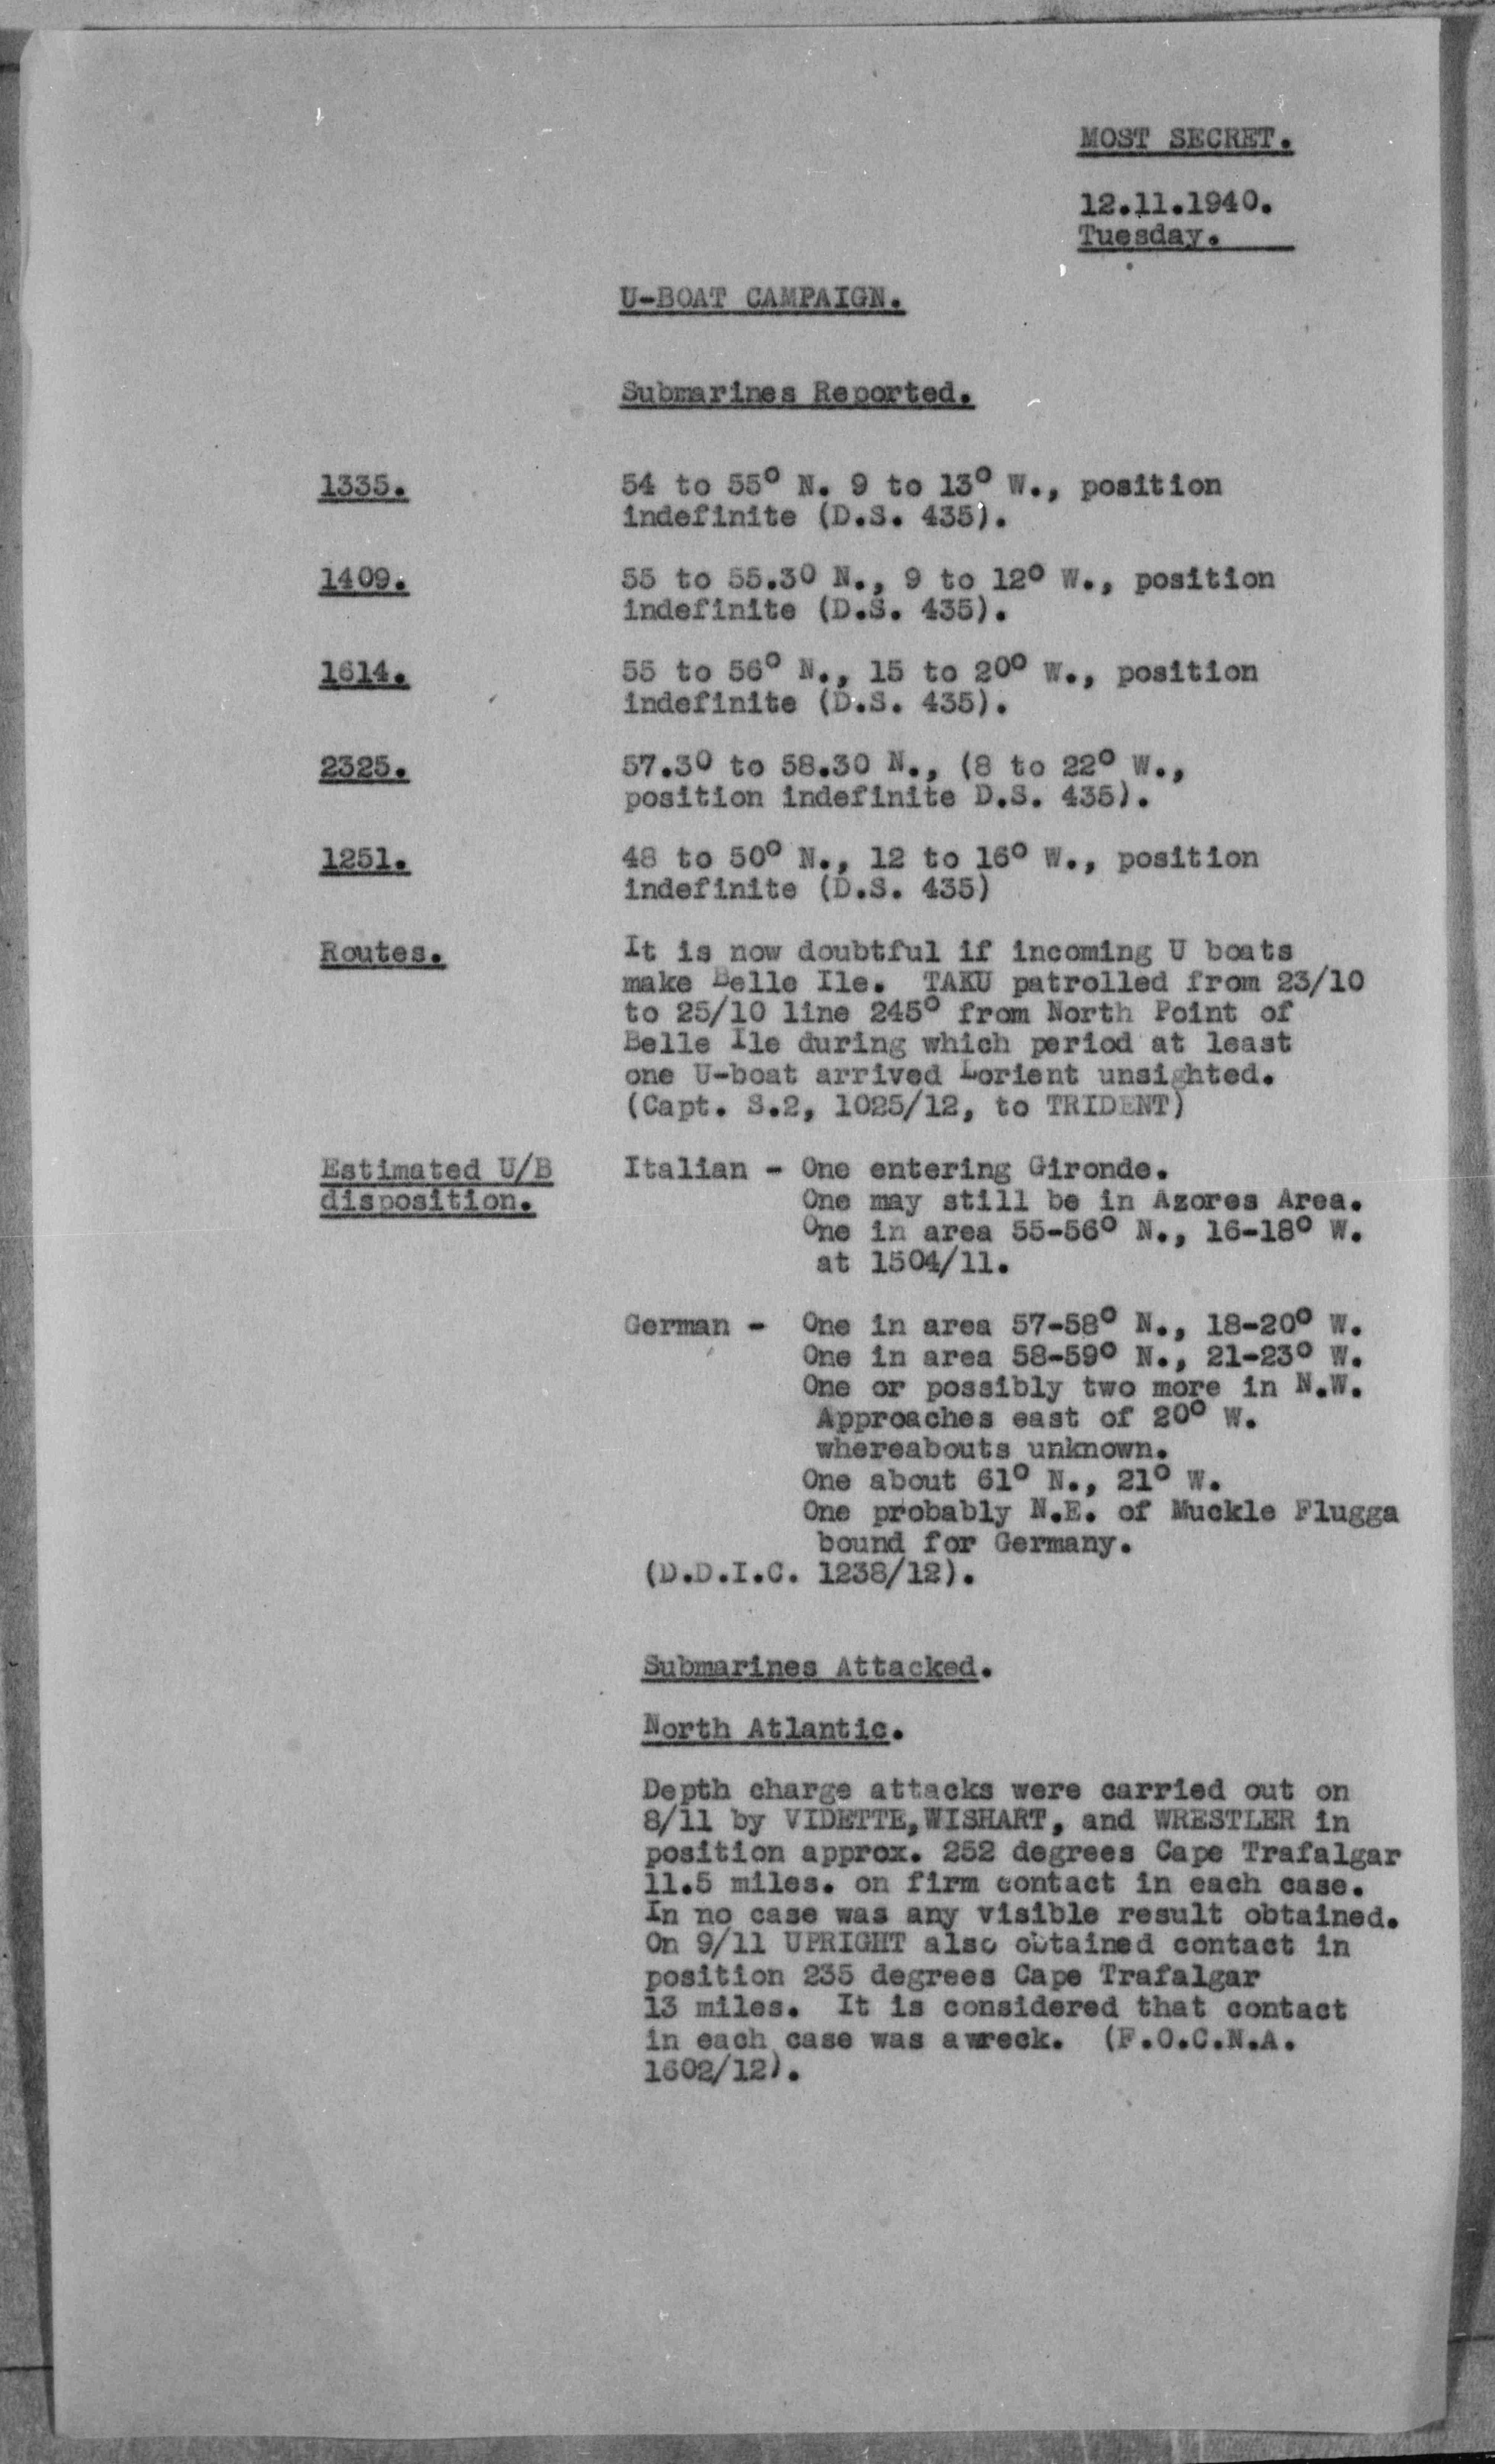 MOST SECRET.
12.11.1940.
Tuesday.
U-BOAT CAMPAIGN.
Submarines Reported.
1335. 54 to 55° N. 9 to 13° W., position
indefinite (D.S. 435).
1409. 55 to 55.30 N., 9 to 12° W., position
indefinite (D.S. 435).
1614. 55 to 56° N., 15 to 20° W., position
indefinite (D.S. 435).
2325. 57.30 to 58.30 N., (8 to 22° W.,
position indefinite D.S. 435).
1251. 48 to 50° N., 12 to 16° W., position
indefinite (D.S. 435)
Routes. It is now doubtful if incoming U boats
make Belle Ile. TAKU patrolled from 23/10
to 25/10 line 245° from North Point of
Belle Ile during which period at least
one U-boat arrived Lorient unsighted.
(Capt. S.2, 1025/12, to TRIDENT)
Estimated U/B Italian - One entering Gironde.
disposition. One may still be in Azores Area.
One in area 55-56° N., 16-18° W.
at 1504/11.
German - One in area 57-58° N., 18-20° W.
One in area 58-59° N., 21-23° W.
One or possibly two more in N.W.
Approaches east of 20° W.
whereabouts unknown.
One about 61° N., 21° W.
One probably N.E. of Muckle Flugga
bound for Germany.
(D.D.I.C. 1238/12).
Submarines Attacked.
North Atlantic.
Depth charge attacks were carried out on
8/11 by VIDETTE,WISHART, and WRESTLER in
position approx. 252 degrees Cape Trafalgar
11.5 miles. on firm contact in each case.
In no case was any visible result obtained.
On 9/11 UPRIGHT also obtained contact in
position 235 degrees Cape Trafalgar
13 miles. It is considered that contact
in each case was a wreck. (F.O.C.N.A.
1602/12).